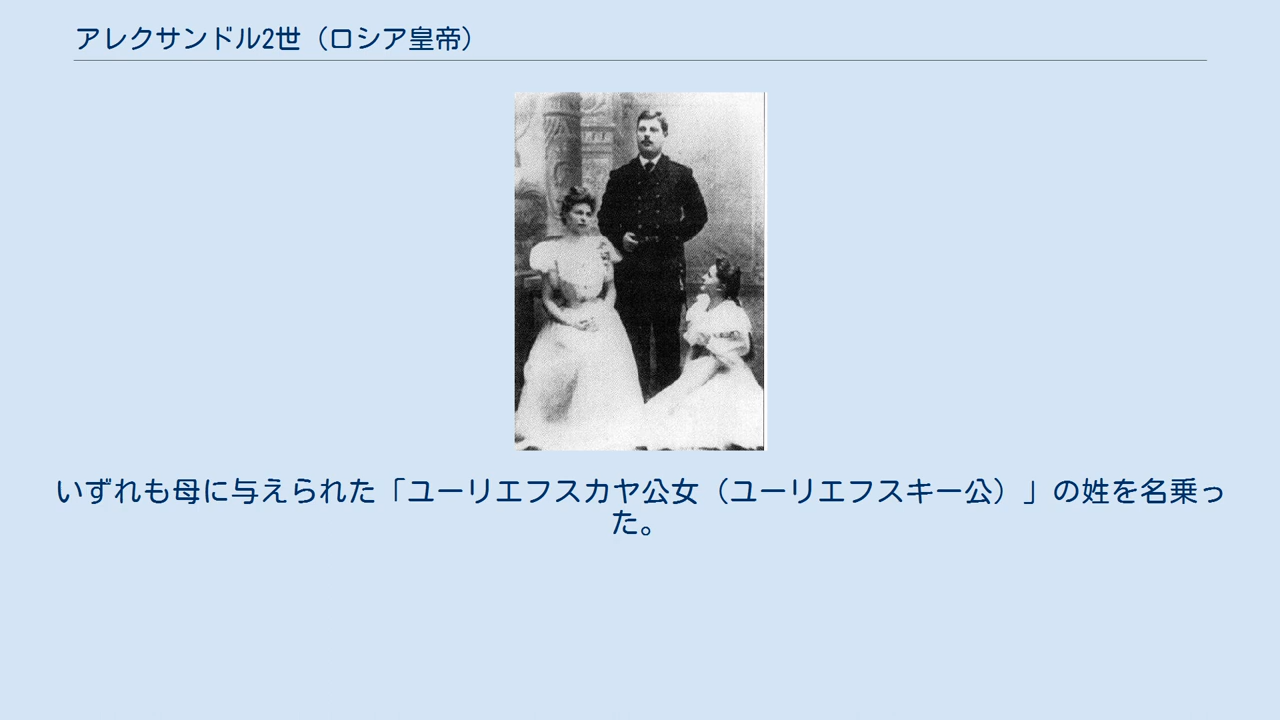 アレクサンドル2世（ロシア皇帝）
いずれも母に与えられた「ユーリエフスカヤ公女（ユーリエフスキー公）」の姓を名乗っ
た。